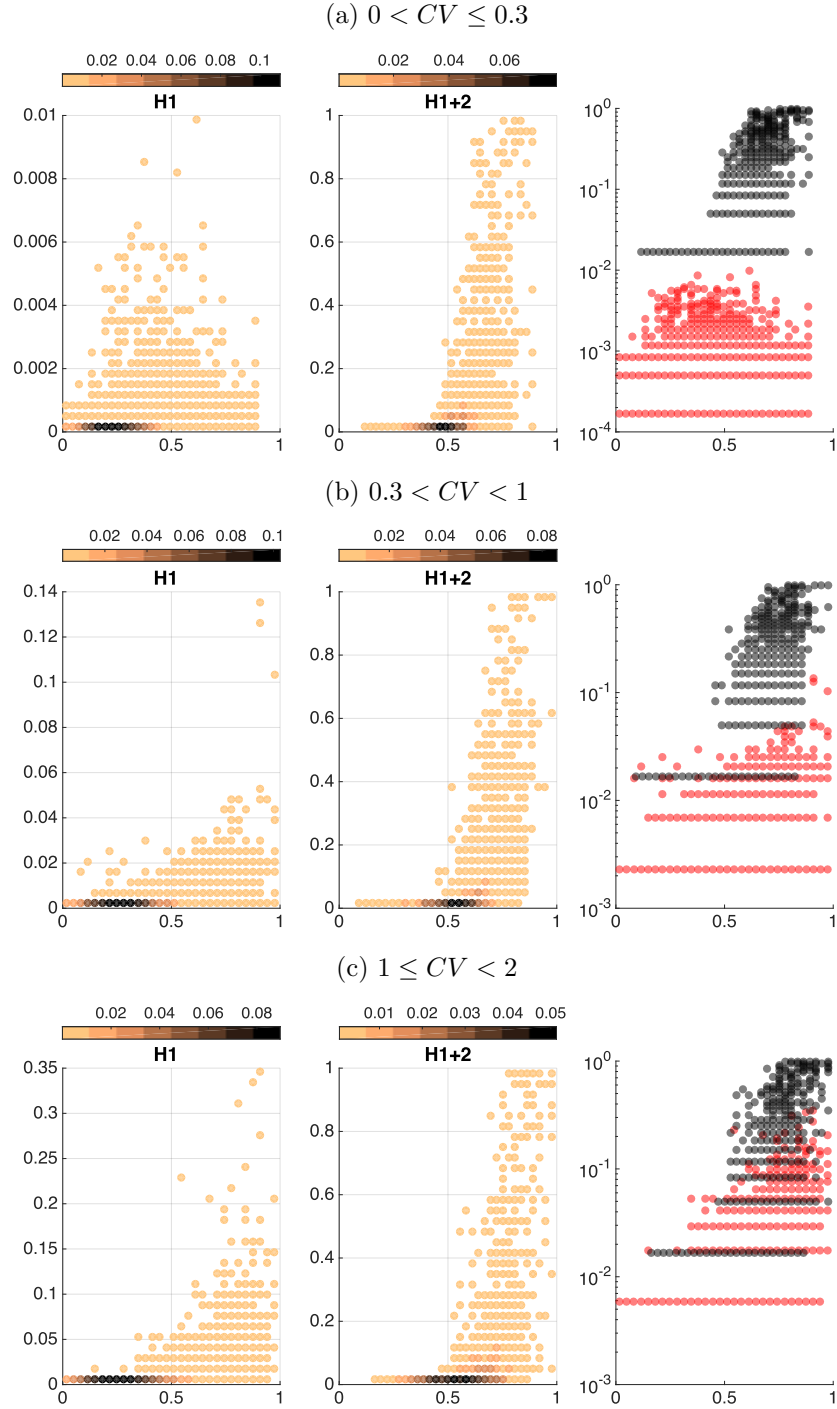 (a) 0 < CV ≤ 0.3
0.02 0.04 0.06 0.08 0.1
H1
0.01
0.008
0.006
0.004
0.002
0
0 0.5 1
0.02 0.04 0.06
H1+2
1
0.8
0.6
0.4
0.2
0
0 0.5 1
10^0
10^-1
10^-2
10^-3
10^-4
0 0.5 1
(b) 0.3 < CV < 1
0.02 0.04 0.06 0.08 0.1
H1
0.14
0.12
0.1
0.08
0.06
0.04
0.02
0
0 0.5 1
0.02 0.04 0.06 0.08
H1+2
1
0.8
0.6
0.4
0.2
0
0 0.5 1
10^0
10^-1
10^-2
10^-3
0 0.5 1
(c) 1 ≤ CV < 2
0.02 0.04 0.06 0.08
H1
0.35
0.3
0.25
0.2
0.15
0.1
0.05
0
0 0.5 1
0.01 0.02 0.03 0.04 0.05
H1+2
1
0.8
0.6
0.4
0.2
0
0 0.5 1
10^0
10^-1
10^-2
10^-3
0 0.5 1